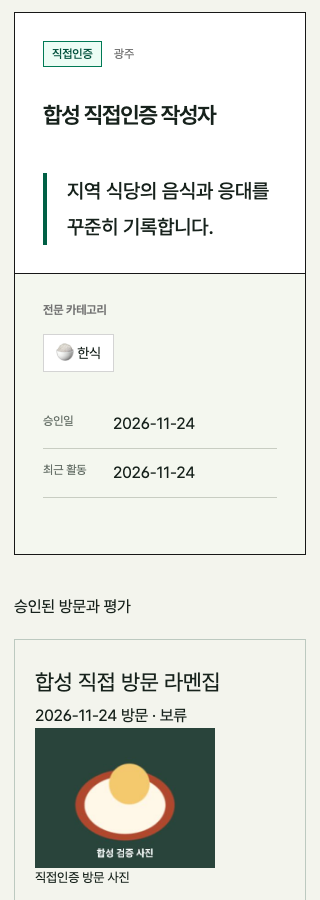 직접인증 광주
합성 직접인증 작성자
지역 식당의 음식과 응대를
꾸준히 기록합니다.
전문 카테고리
한식
승인일 2026-11-24
최근 활동 2026-11-24
승인된 방문과 평가
합성 직접 방문 라멘집
2026-11-24 방문 · 보류
합성 검증 사진
직접인증 방문 사진